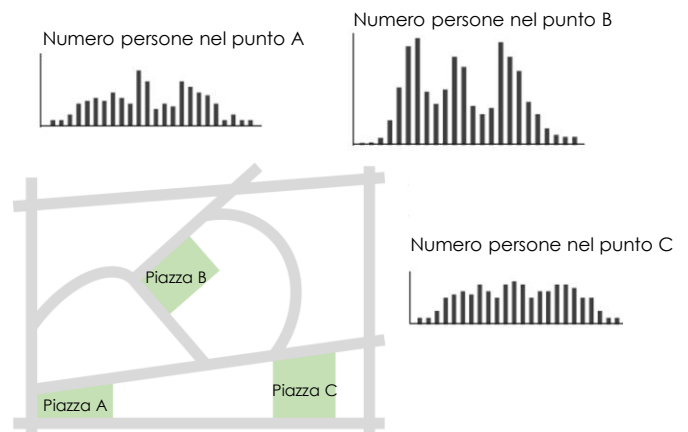 Numero persone nel punto A
Numero persone nel punto B
Numero persone nel punto C
Piazza B
Piazza A
Piazza C